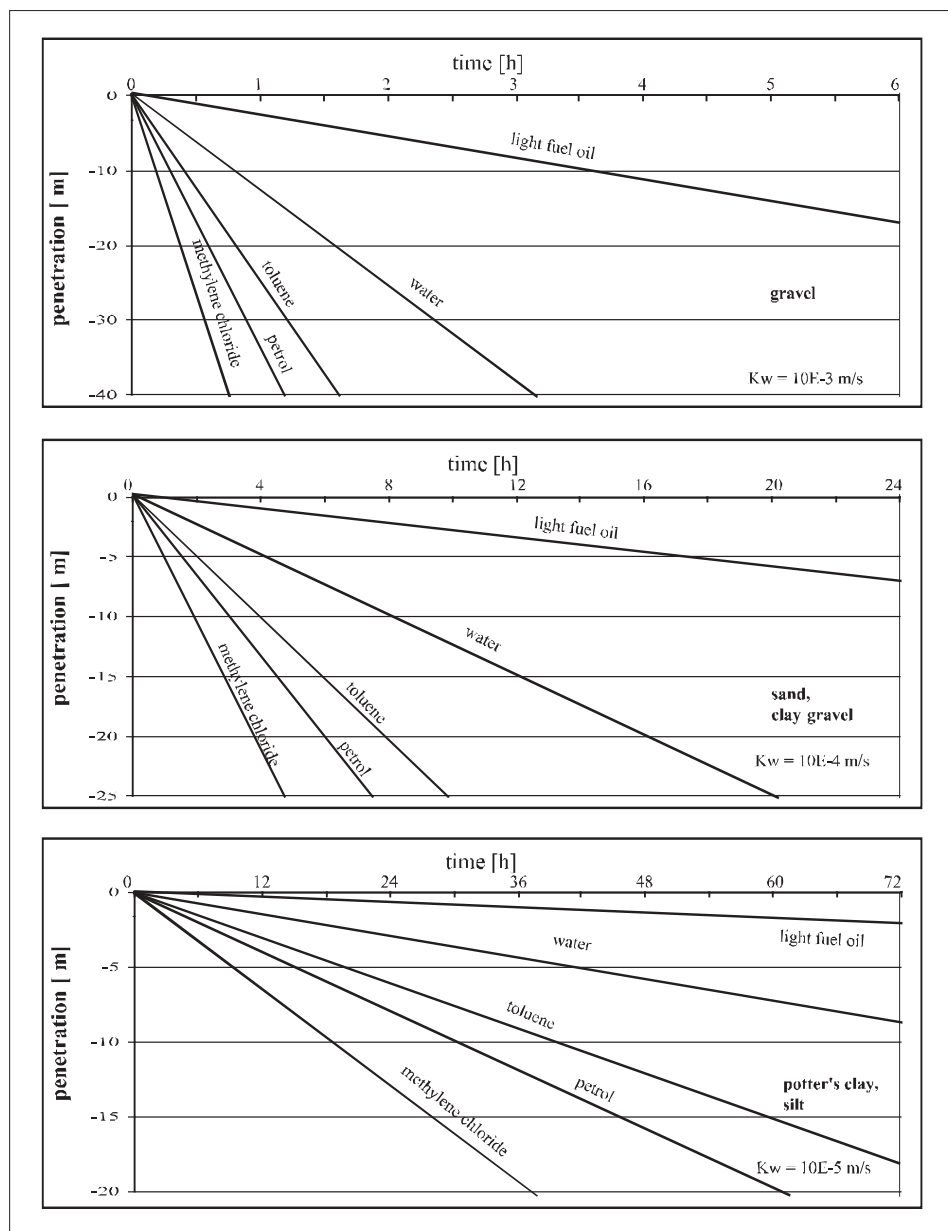 time [h]
0 1 2 3 4 5 6
0
-10
-20
-30
-40
penetration [ m]
light fuel oil
water
toluene
petrol
methylene chloride
gravel
Kw = 10E-3 m/s
time [h]
0 4 8 12 16 20 24
0
-5
-10
-15
-20
-25
penetration [ m]
light fuel oil
water
toluene
petrol
methylene chloride
sand,
clay gravel
Kw = 10E-4 m/s
time [h]
0 12 24 36 48 60 72
0
-5
-10
-15
-20
penetration [ m]
light fuel oil
water
toluene
petrol
methylene chloride
potter's clay,
silt
Kw = 10E-5 m/s